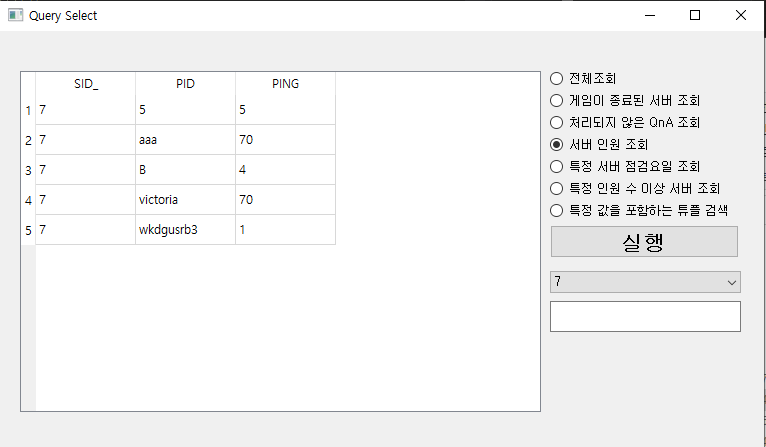 Query Select
SID_ PID PING
1 7 5 5
2 7 aaa 70
3 7 B 4
4 7 victoria 70
5 7 wkdgusrb3 1
전체조회
게임이 종료된 서버 조회
처리되지 않은 QnA 조회
서버 인원 조회
특정 서버 점검요일 조회
특정 인원 수 이상 서버 조회
특정 값을 포함하는 튜플 검색
실행
7